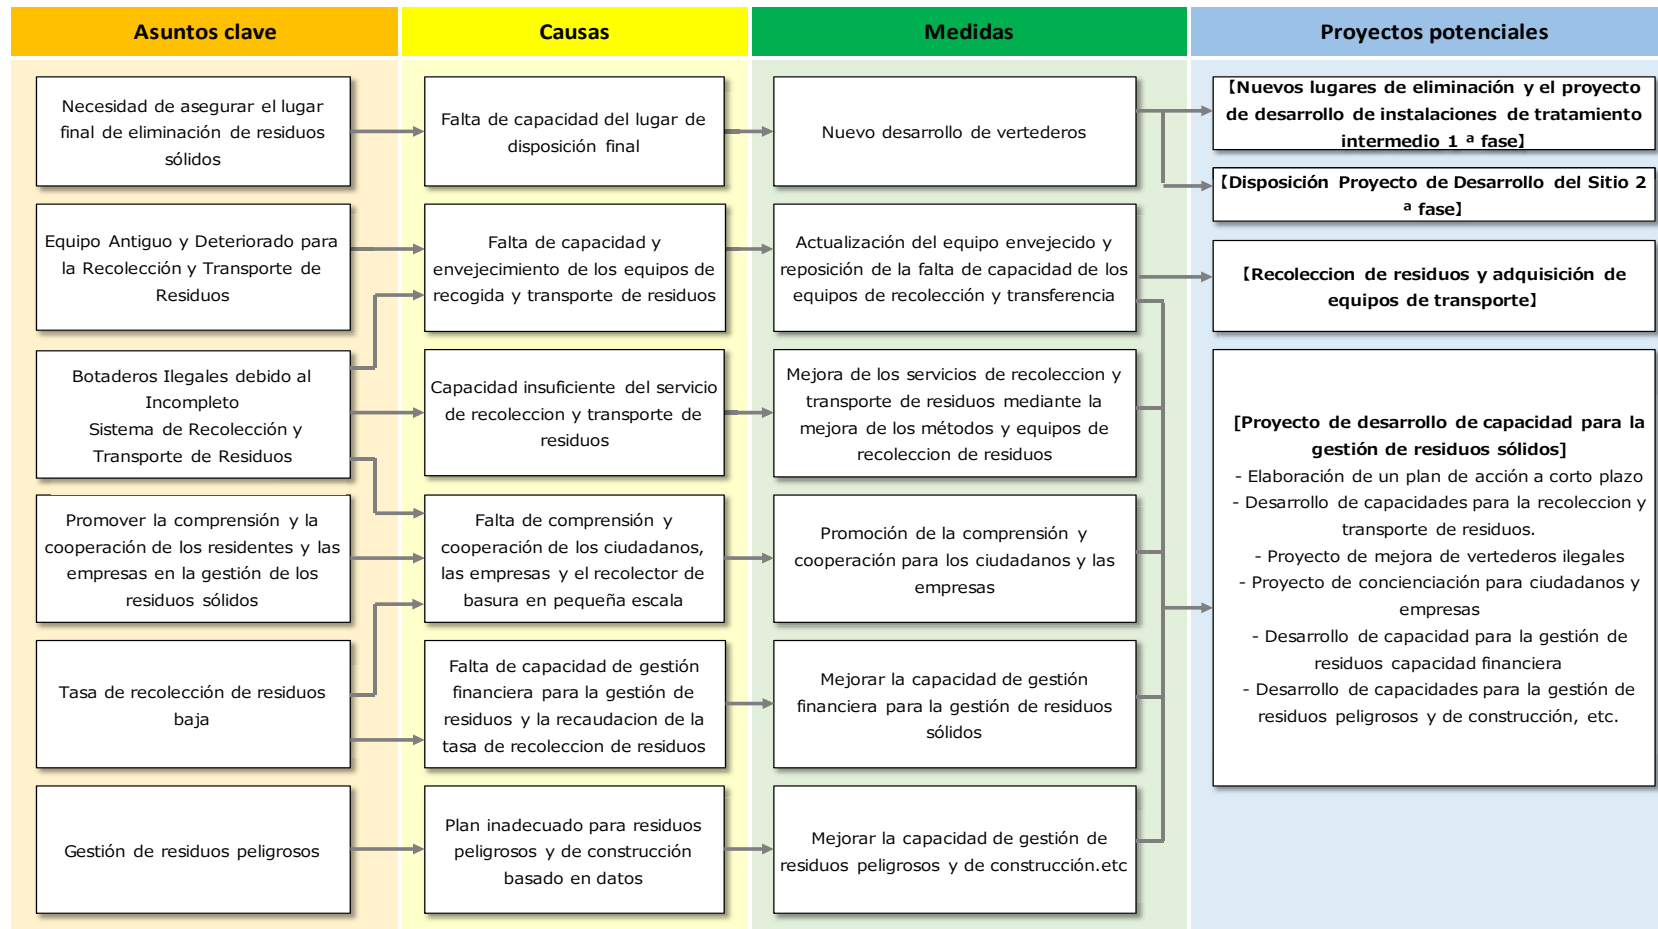 Asuntos clave
Causas
Medidas
Proyectos potenciales
Necesidad de asegurar el lugar
final de eliminación de residuos
sólidos
Falta de capacidad del lugar de
disposición final
Nuevo desarrollo de vertederos
【Nuevos lugares de eliminación y el proyecto
de desarrollo de instalaciones de tratamiento
intermedio 1 ª fase】
【Disposición Proyecto de Desarrollo del Sitio 2
ª fase】
Equipo Antiguo y Deteriorado para
la Recolección y Transporte de
Residuos
Falta de capacidad y
envejecimiento de los equipos de
recogida y transporte de residuos
Actualización del equipo envejecido y
reposición de la falta de capacidad de los
equipos de recolección y transferencia
【Recoleccion de residuos y adquisición de
equipos de transporte】
Botaderos Ilegales debido al
Incompleto
Sistema de Recolección y
Transporte de Residuos
Capacidad insuficiente del servicio
de recoleccion y transporte de
residuos
Mejora de los servicios de recoleccion y
transporte de residuos mediante la
mejora de los métodos y equipos de
recoleccion de residuos
[Proyecto de desarrollo de capacidad para la
gestión de residuos sólidos]
- Elaboración de un plan de acción a corto plazo
- Desarrollo de capacidades para la recoleccion y
transporte de residuos.
- Proyecto de mejora de vertederos ilegales
- Proyecto de concienciación para ciudadanos y
empresas
- Desarrollo de capacidad para la gestión de
residuos capacidad financiera
- Desarrollo de capacidades para la gestión de
residuos peligrosos y de construcción, etc.
Promover la comprensión y la
cooperación de los residentes y las
empresas en la gestión de los
residuos sólidos
Falta de comprensión y
cooperación de los ciudadanos,
las empresas y el recolector de
basura en pequeña escala
Promoción de la comprensión y
cooperación para los ciudadanos y las
empresas
Tasa de recolección de residuos
baja
Falta de capacidad de gestión
financiera para la gestión de
residuos y la recaudacion de la
tasa de recoleccion de residuos
Mejorar la capacidad de gestión
financiera para la gestión de residuos
sólidos
Gestión de residuos peligrosos
Plan inadecuado para residuos
peligrosos y de construcción
basado en datos
Mejorar la capacidad de gestión de
residuos peligrosos y de construcción.etc